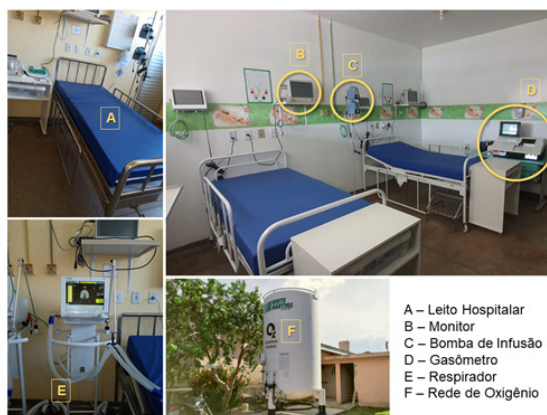 A
B
C
D
E
F
A – Leito Hospitalar
B – Monitor
C – Bomba de Infusão
D – Gasômetro
E – Respirador
F – Rede de Oxigênio